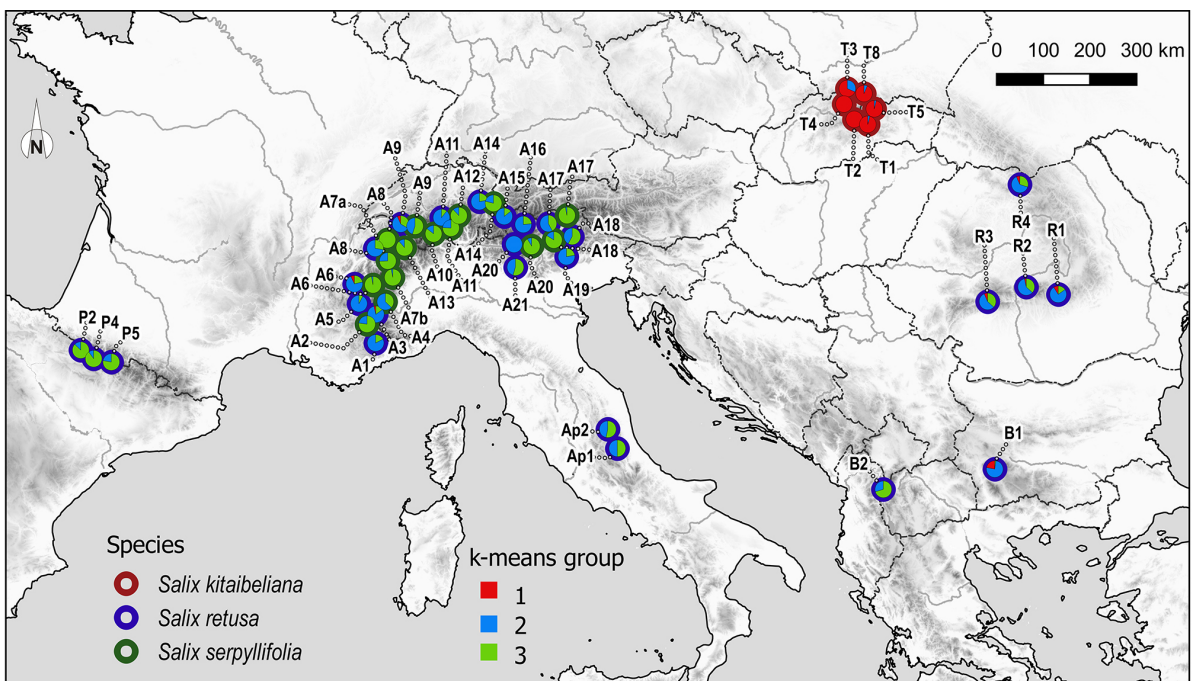 T3 T8
0 100 200 300 km
T4 T5
T2 T1
N
A9 A11 A14 A16
A9 A12 A15 A17 A17
A8
A7a
A8
A18
A14 A18
A10 A11 A20 A20 A19
A6 A13 A21
A6
A5 A7b
A2 A3 A4
A1
R4
R3 R2 R1
P2 P4 P5
Ap2
Ap1
B1
B2
Species
Salix kitaibeliana
Salix retusa
Salix serpyllifolia
k-means group
1
2
3